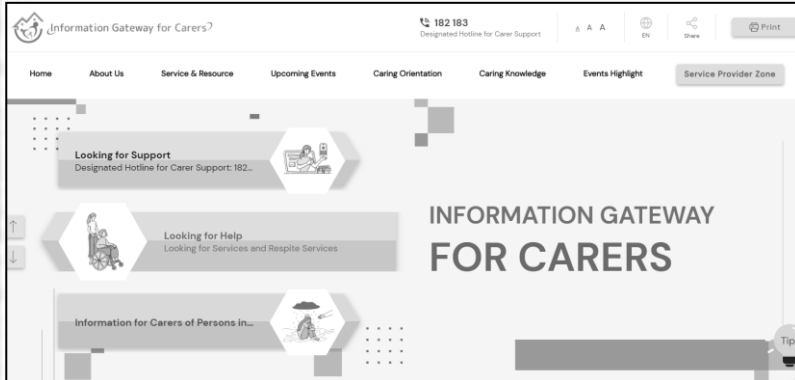 Information Gateway for Carers
182 183
Designated Hotline for Carer Support
A A A
EN
Share
Print
Home
About Us
Service & Resource
Upcoming Events
Caring Orientation
Caring Knowledge
Events Highlight
Service Provider Zone
Looking for Support
Designated Hotline for Carer Support: 182...
Looking for Help
Looking for Services and Respite Services
Information for Carers of Persons in...
INFORMATION GATEWAY
FOR CARERS
Tip